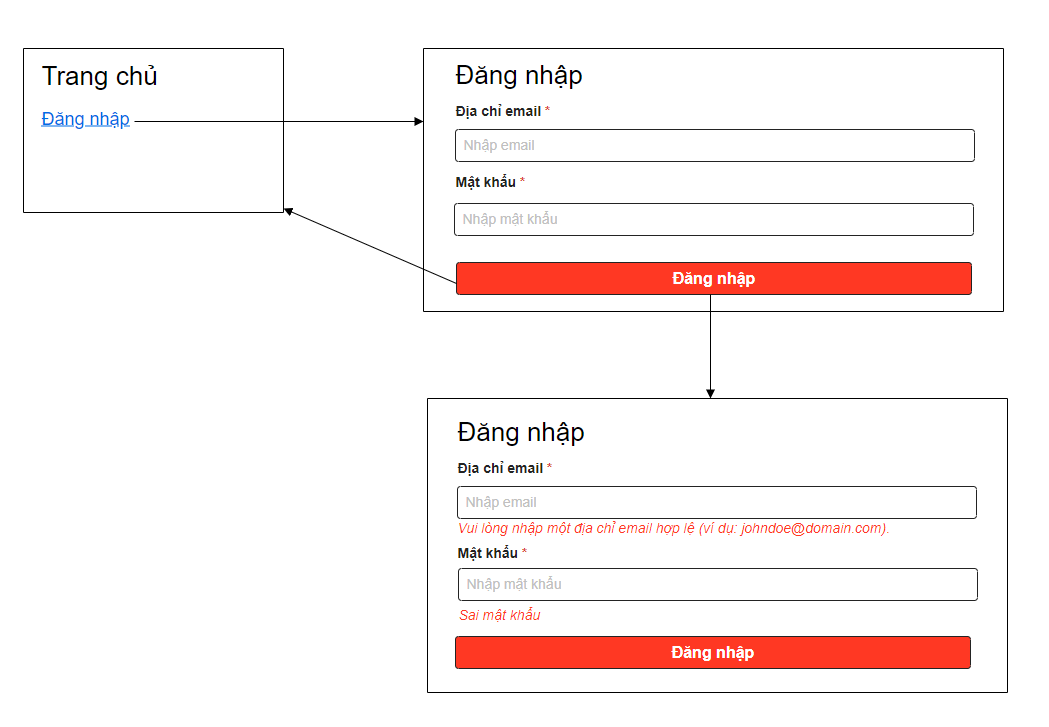 Trang chủ
Đăng nhập
Đăng nhập
Địa chỉ email *
Nhập email
Mật khẩu *
Nhập mật khẩu
Đăng nhập
Đăng nhập
Địa chỉ email *
Nhập email
Vui lòng nhập một địa chỉ email hợp lệ (ví dụ: johndoe@domain.com).
Mật khẩu *
Nhập mật khẩu
Sai mật khẩu
Đăng nhập